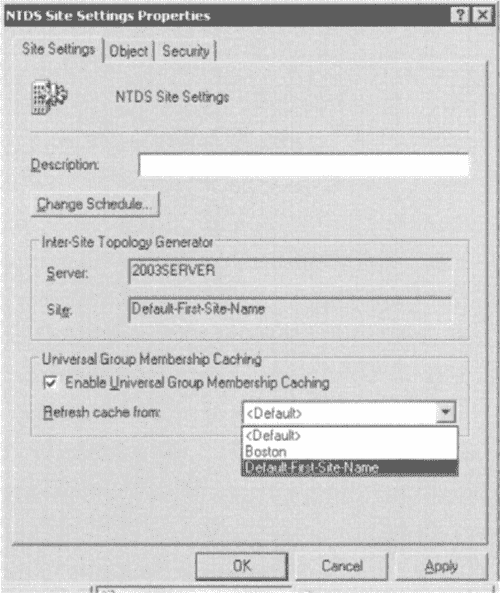 NTDS Site Settings Properties
? X
Site Settings Object Security
NTDS Site Settings
Description:
Change Schedule...
Inter-Site Topology Generator
Server: 2003SERVER
Site: Default-First-Site-Name
Universal Group Membership Caching
Enable Universal Group Membership Caching
Refresh cache from: <Default>
<Default>
Boston
Default-First-Site-Name
OK Cancel Apply